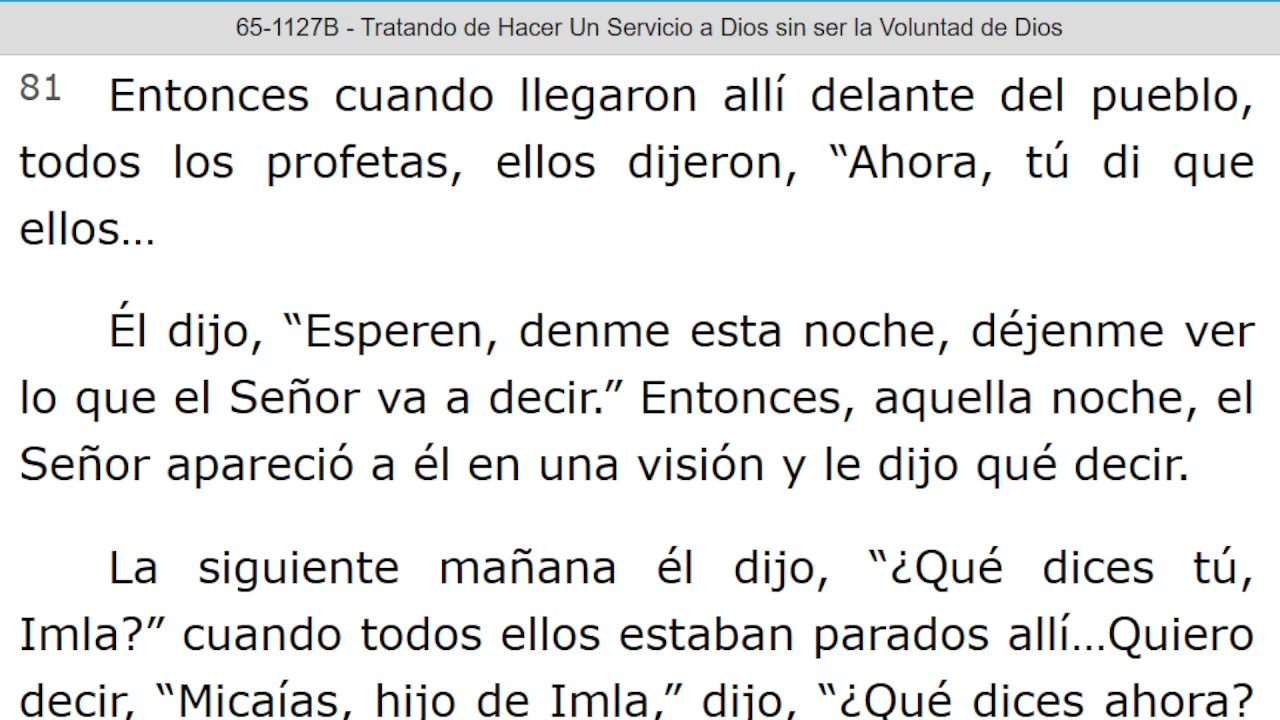 65-1127B - Tratando de Hacer Un Servicio a Dios sin ser la Voluntad de Dios
81 Entonces cuando llegaron allí delante del pueblo,
todos los profetas, ellos dijeron, “Ahora, tú di que
ellos…
Él dijo, “Esperen, denme esta noche, déjenme ver
lo que el Señor va a decir.” Entonces, aquella noche, el
Señor apareció a él en una visión y le dijo qué decir.
La siguiente mañana él dijo, “¿Qué dices tú,
Imla?” cuando todos ellos estaban parados allí…Quiero
decir, “Micaías, hijo de Imla,” dijo, “¿Qué dices ahora?